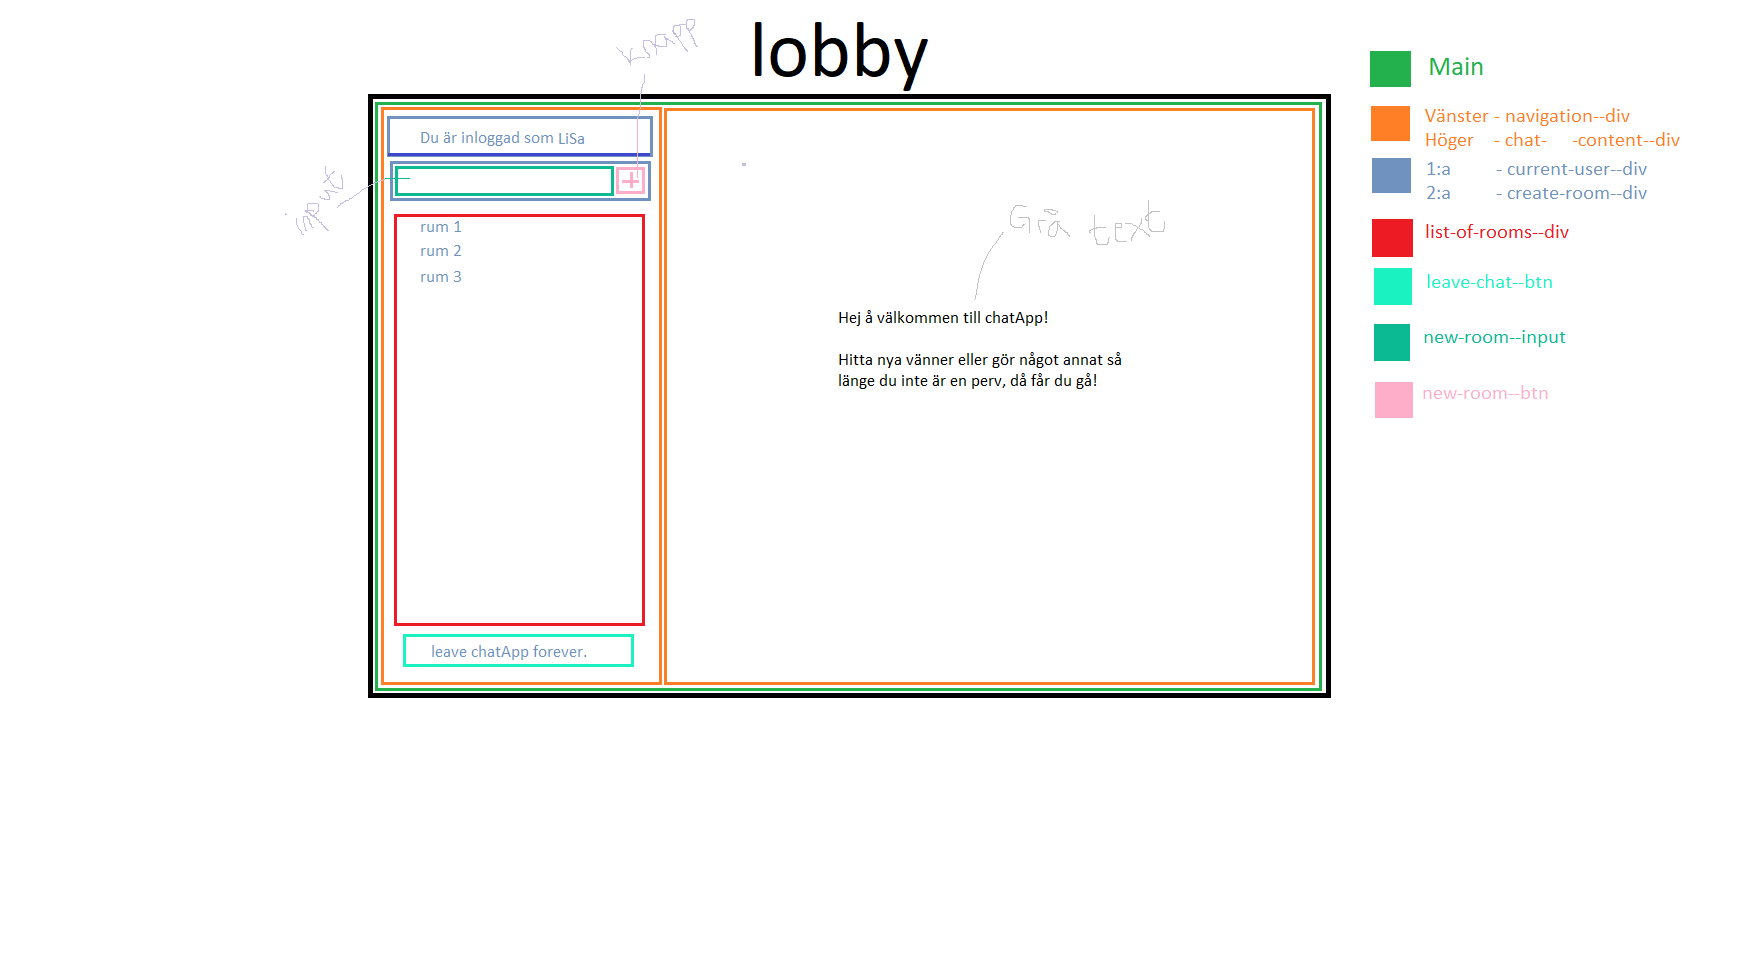 lobby
knapp
input
Du är inloggad som LiSa
+
rum 1
rum 2
rum 3
leave chatApp forever.
Grå text
Hej å välkommen till chatApp!
Hitta nya vänner eller gör något annat så
länge du inte är en perv, då får du gå!
Main
Vänster - navigation--div
Höger - chat- -content--div
1:a - current-user--div
2:a - create-room--div
list-of-rooms--div
leave-chat--btn
new-room--input
new-room--btn